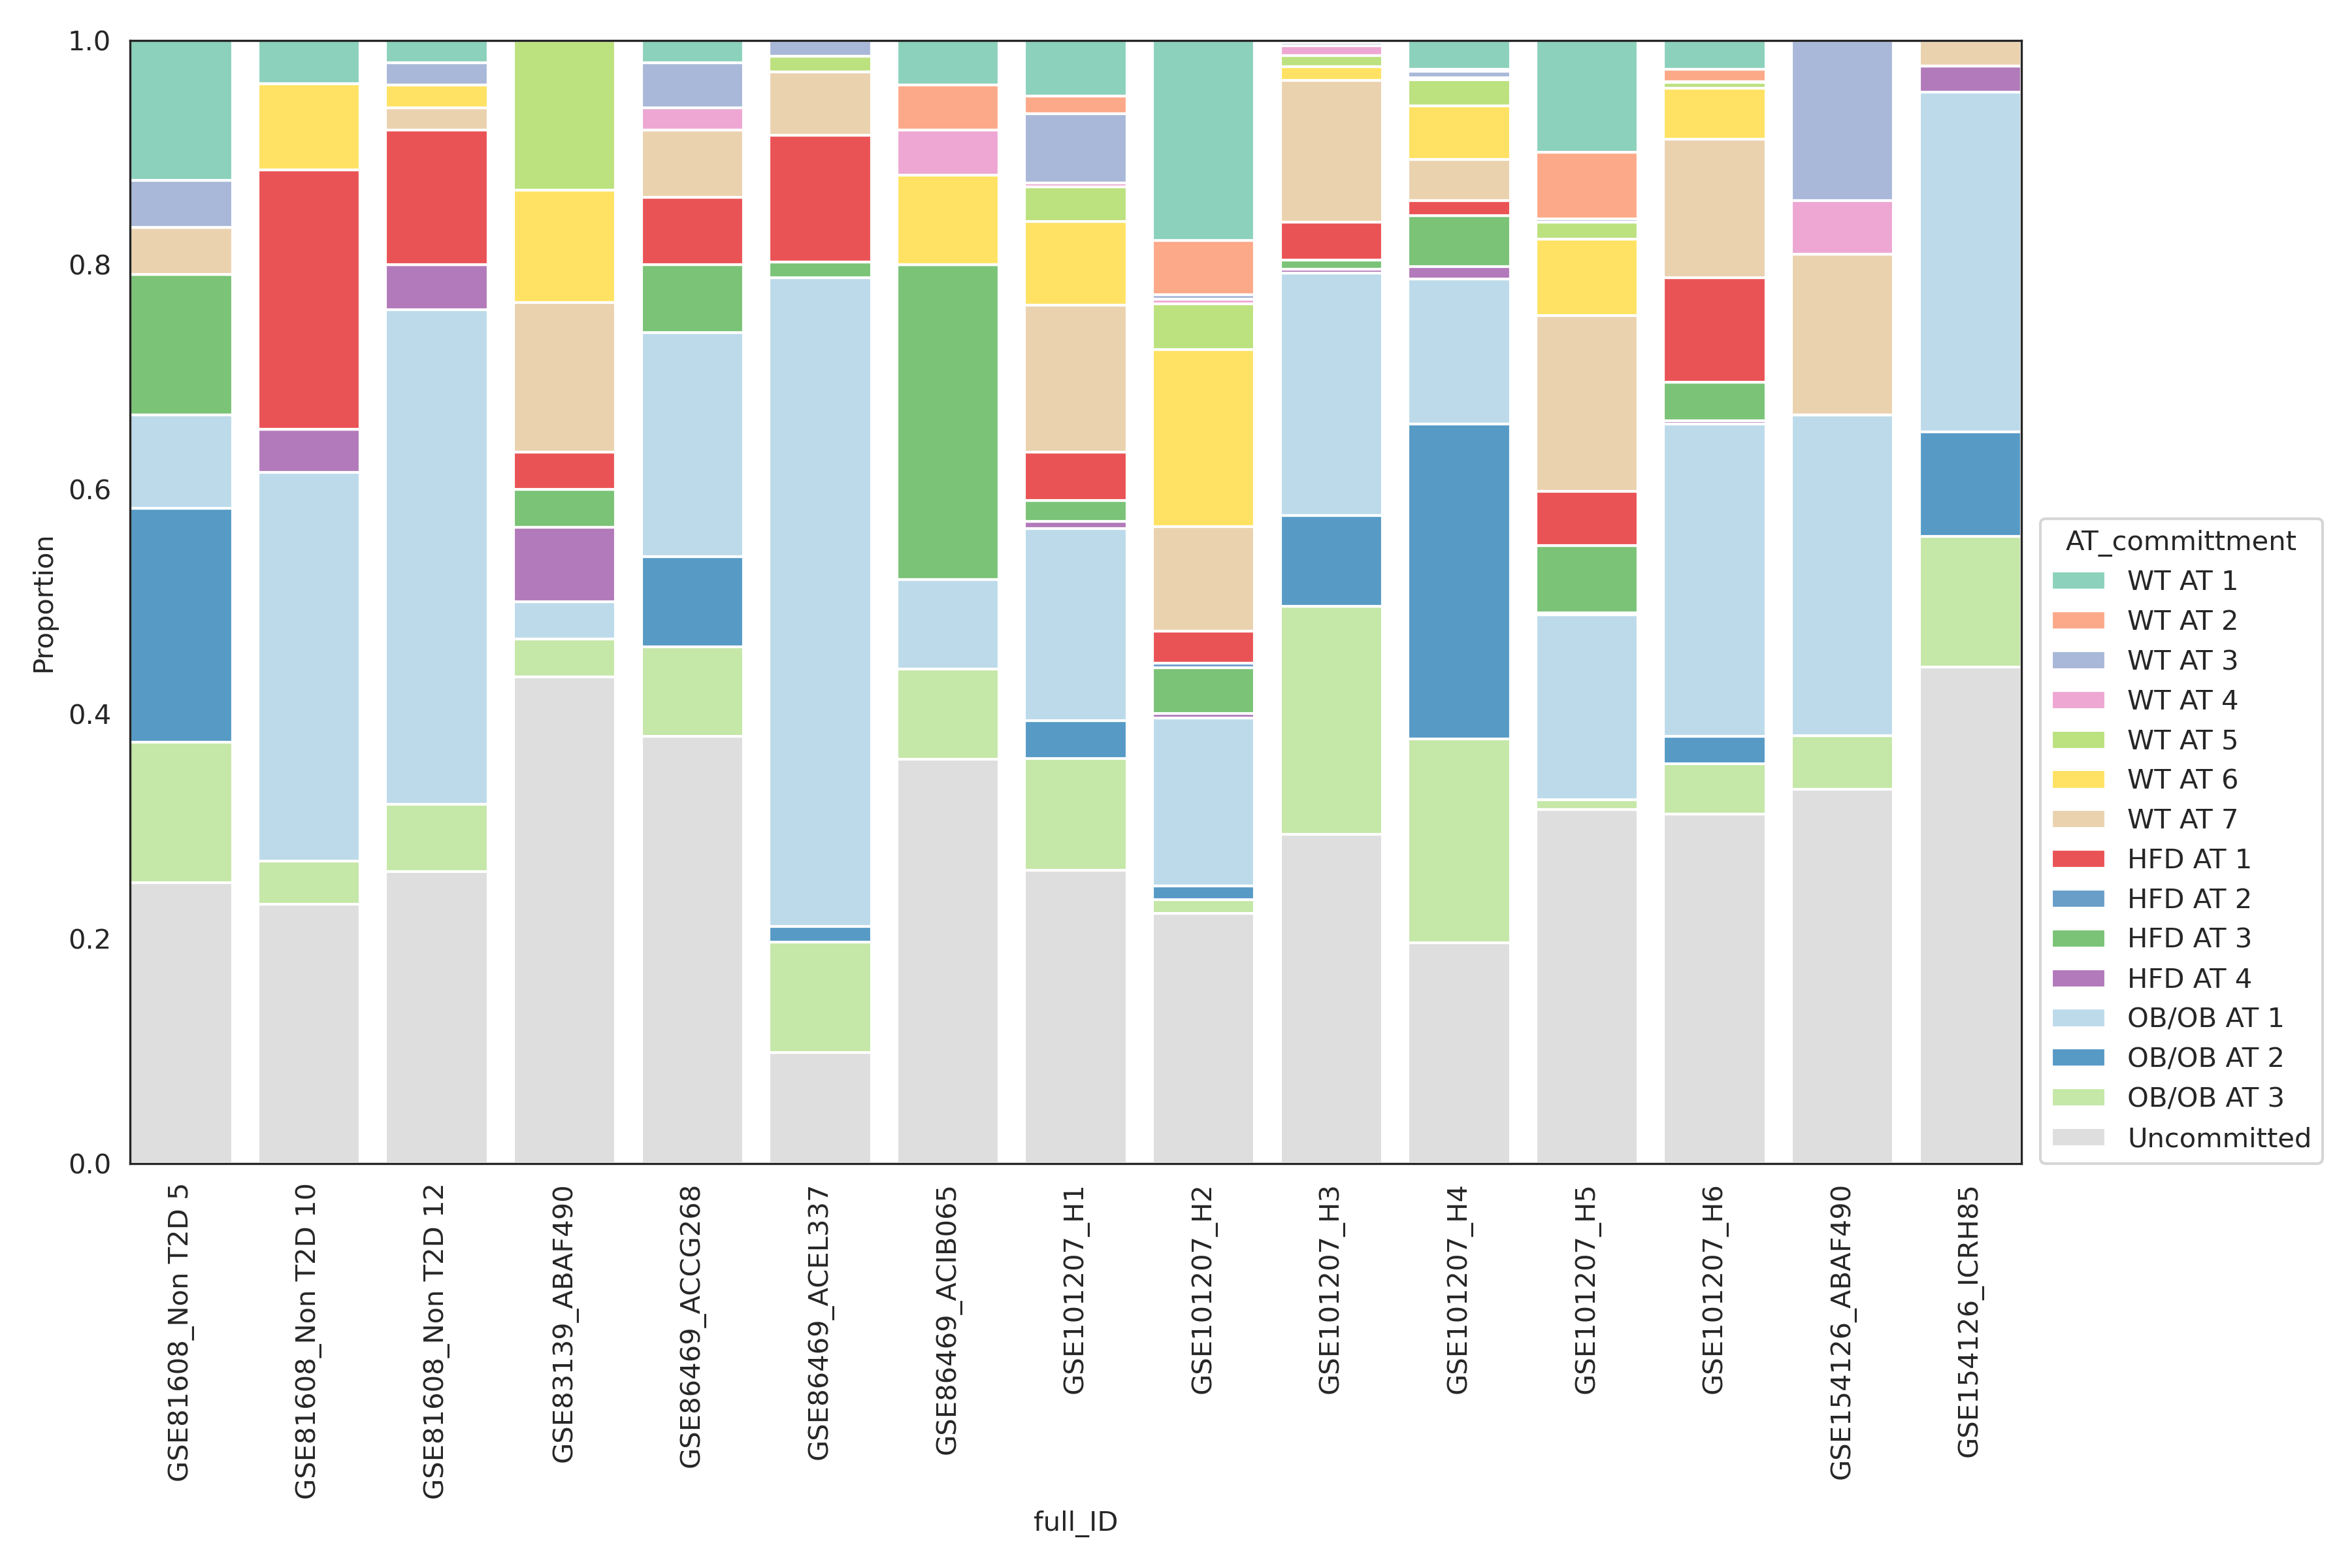 1.0
0.8
0.6
0.4
0.2
0.0
Proportion
GSE81608_Non T2D 5
GSE81608_Non T2D 10
GSE81608_Non T2D 12
GSE83139_ABAF490
GSE86469_ACCG268
GSE86469_ACEL337
GSE86469_ACIB065
GSE101207_H1
GSE101207_H2
GSE101207_H3
GSE101207_H4
GSE101207_H5
GSE101207_H6
GSE154126_ABAF490
GSE154126_ICRH85
full_ID
AT_committment
WT AT 1
WT AT 2
WT AT 3
WT AT 4
WT AT 5
WT AT 6
WT AT 7
HFD AT 1
HFD AT 2
HFD AT 3
HFD AT 4
OB/OB AT 1
OB/OB AT 2
OB/OB AT 3
Uncommitted